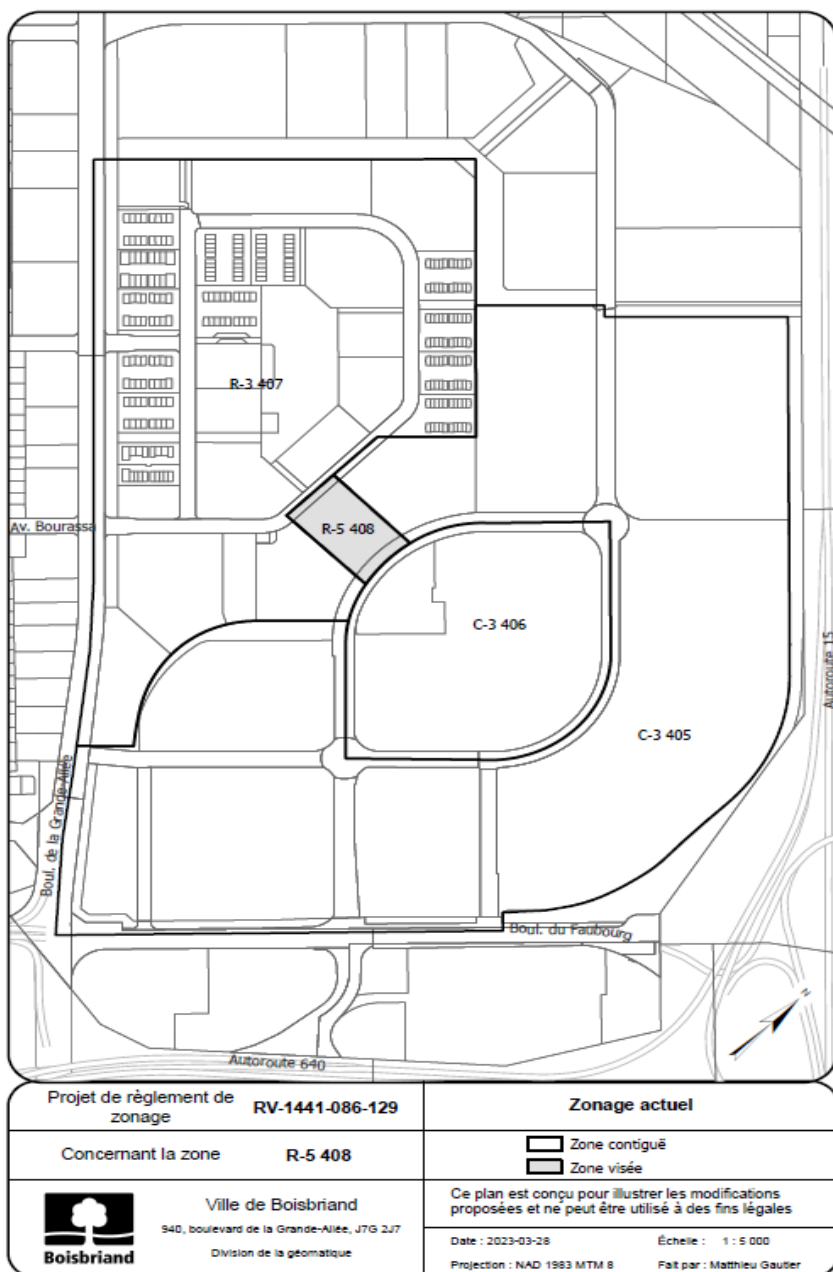 R-3 407
Av. Bourassa
R-5 408
C-3 406
Autoroute 15
C-3 405
Boul. de la Grande-Allée
Boul. du Faubourg
N
Autoroute 640
Projet de règlement de zonage
RV-1441-086-129
Zonage actuel
Concernant la zone
R-5 408
Zone contiguë
Zone visée
Boisbriand
Ville de Boisbriand
940, boulevard de la Grande-Allée, J7G 2J7
Division de la géomatique
Ce plan est conçu pour illustrer les modifications
proposées et ne peut être utilisé à des fins légales
Date : 2023-03-28
Échelle : 1 : 5 000
Projection : NAD 1983 MTM 8
Fait par : Matthieu Gautier